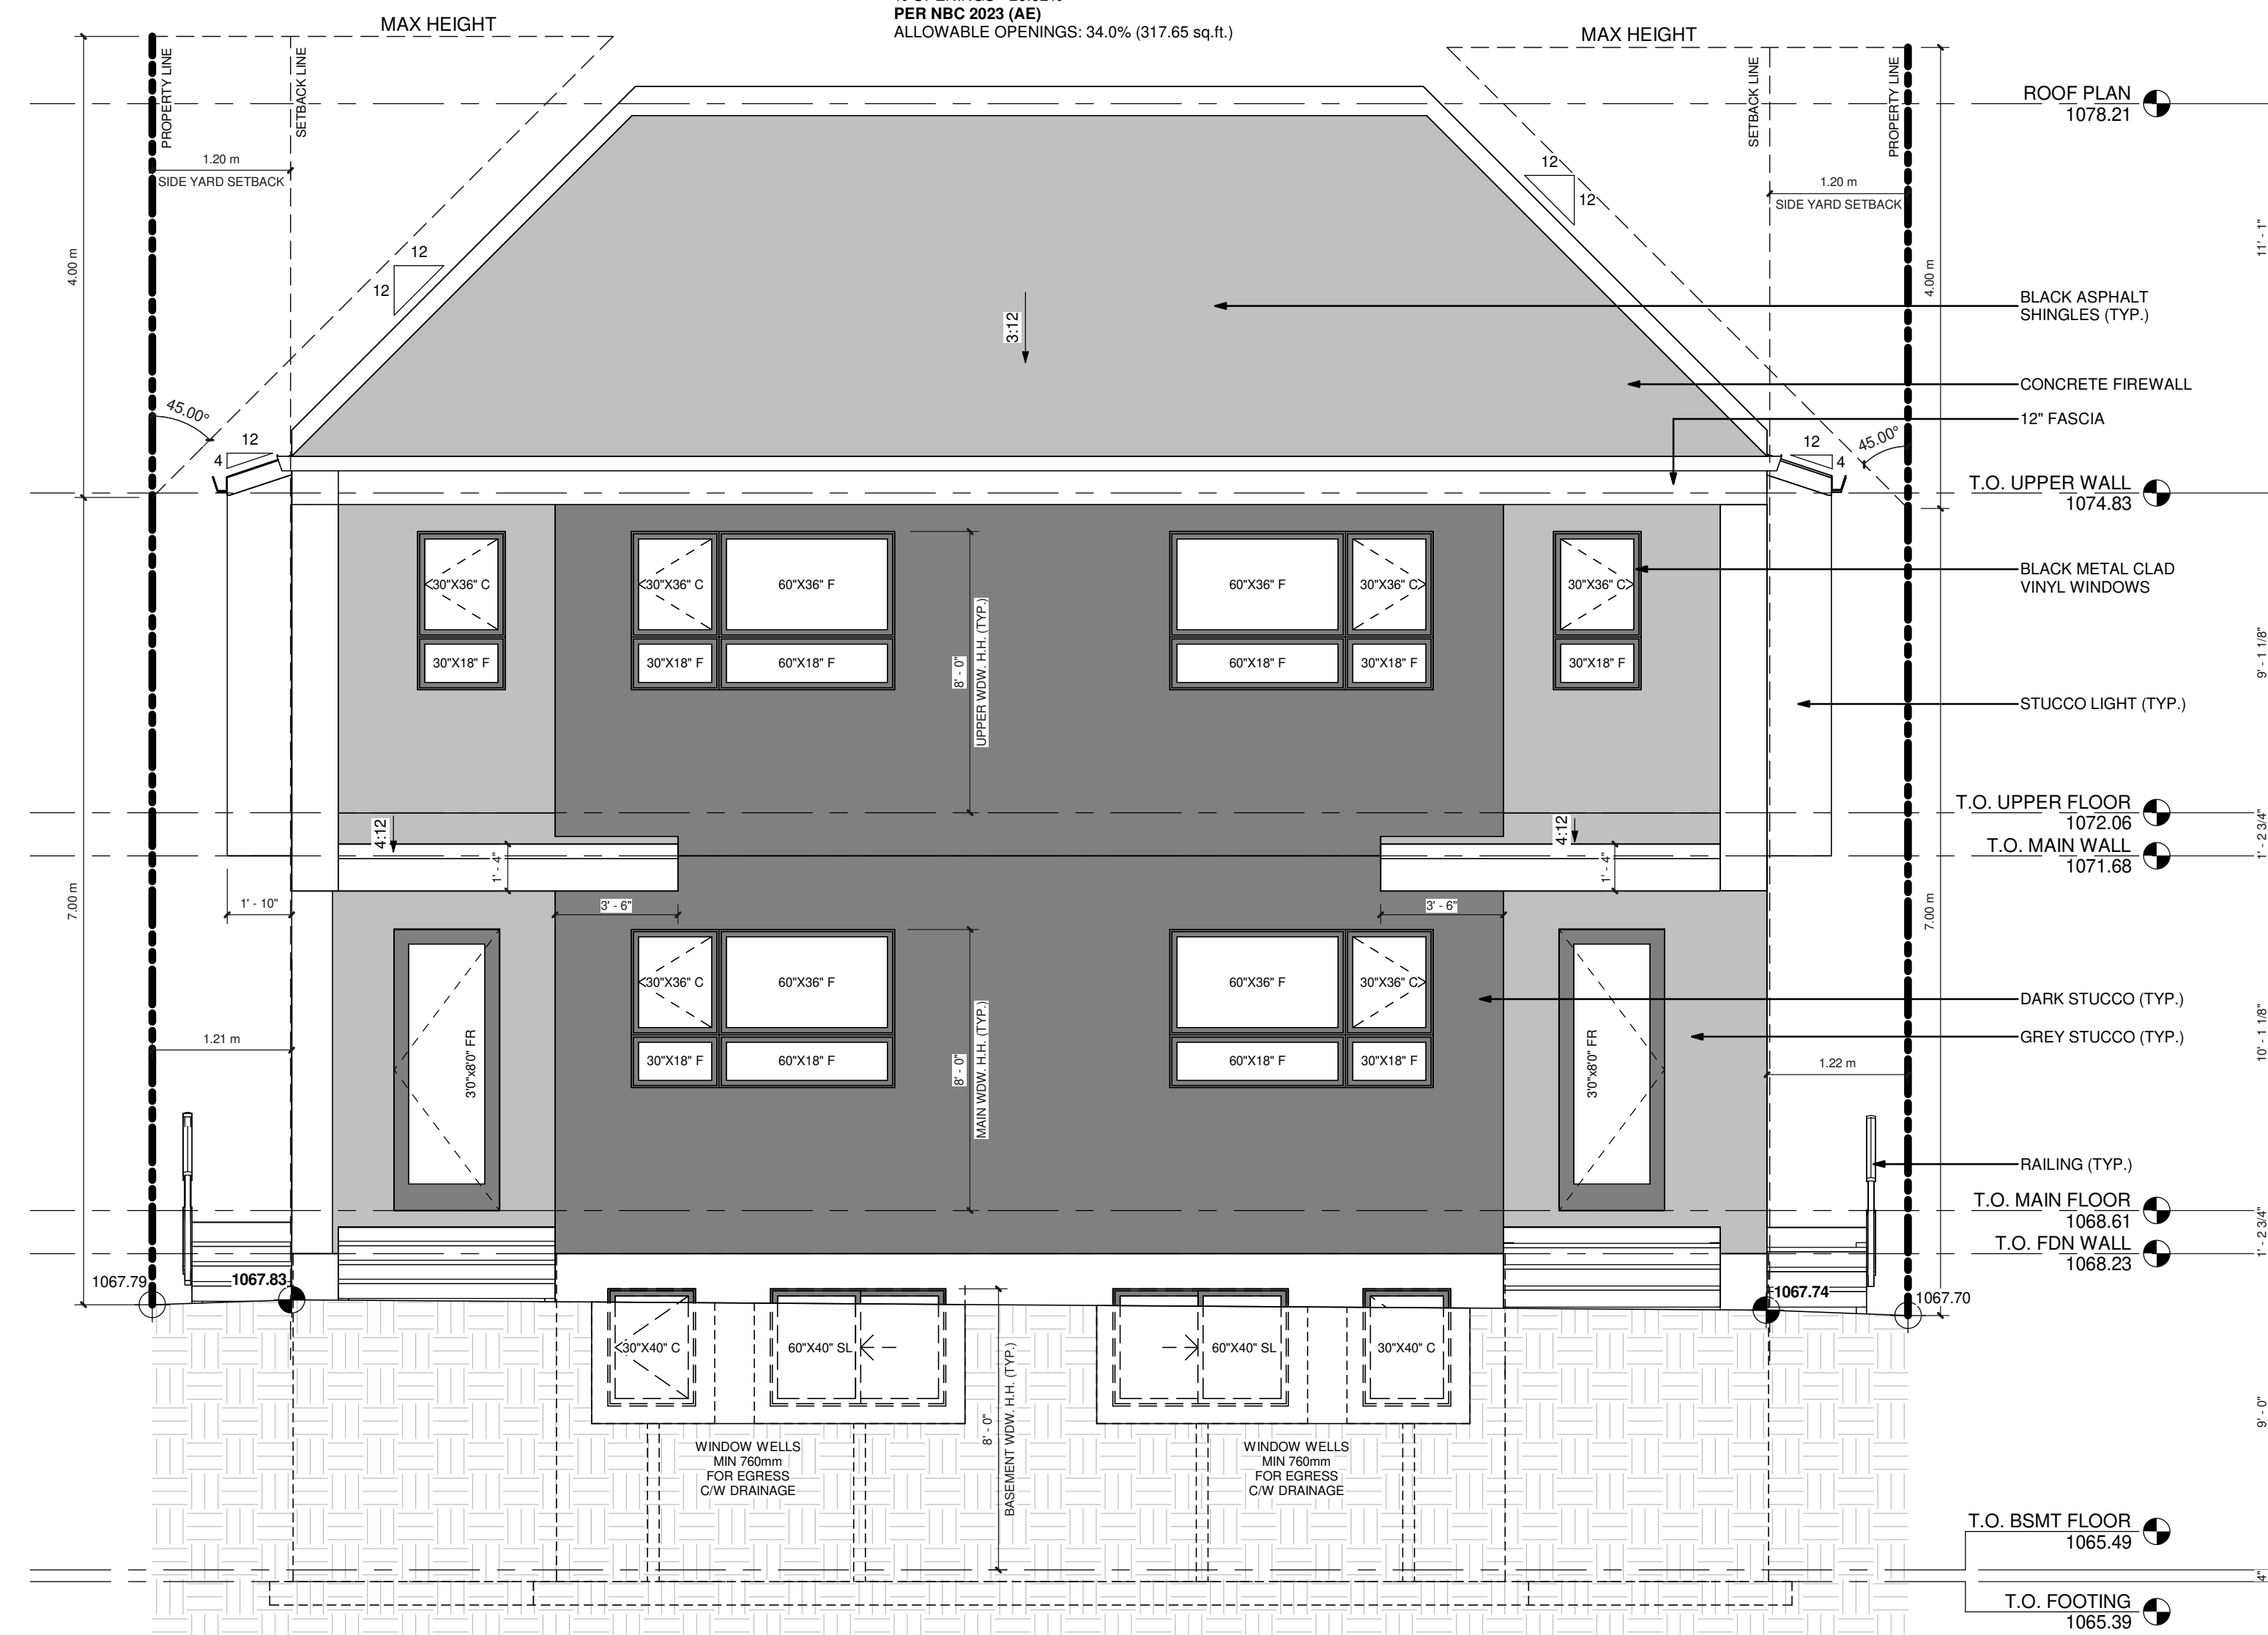 PER NBC 2023 (AE)
ALLOWABLE OPENINGS: 34.0% (317.65 sq.ft.)
MAX HEIGHT
MAX HEIGHT
PROPERTY LINE
SETBACK LINE
SETBACK LINE
PROPERTY LINE
ROOF PLAN
1078.21
1.20 m
SIDE YARD SETBACK
1.20 m
SIDE YARD SETBACK
12
12
12
12
4.00 m
4.00 m
11' - 1"
3:12
BLACK ASPHALT
SHINGLES (TYP.)
CONCRETE FIREWALL
12" FASCIA
45.00°
45.00°
12
4
12
4
T.O. UPPER WALL
1074.83
30"X36" C
30"X36" C
60"X36" F
60"X36" F
30"X36" C
30"X36" C
BLACK METAL CLAD
VINYL WINDOWS
30"X18" F
30"X18" F
60"X18" F
60"X18" F
30"X18" F
30"X18" F
8' - 0"
UPPER WDW. H.H. (TYP.)
9' - 1 1/8"
STUCCO LIGHT (TYP.)
T.O. UPPER FLOOR
1072.06
1' - 2 3/4"
T.O. MAIN WALL
1071.68
4:12
4:12
1' - 4"
1' - 4"
7.00 m
7.00 m
1' - 10"
3' - 6"
3' - 6"
30"X36" C
60"X36" F
60"X36" F
30"X36" C
DARK STUCCO (TYP.)
30"X18" F
60"X18" F
60"X18" F
30"X18" F
GREY STUCCO (TYP.)
3'0"x8'0" FR
3'0"x8'0" FR
8' - 0"
MAIN WDW. H.H. (TYP.)
10' - 1 1/8"
1.21 m
1.22 m
RAILING (TYP.)
T.O. MAIN FLOOR
1068.61
1' - 2 3/4"
T.O. FDN WALL
1068.23
1067.79
1067.83
1067.74
1067.70
30"X40" C
60"X40" SL
60"X40" SL
30"X40" C
8' - 0"
BASEMENT WDW. H.H. (TYP.)
9' - 0"
WINDOW WELLS
MIN 760mm
FOR EGRESS
C/W DRAINAGE
WINDOW WELLS
MIN 760mm
FOR EGRESS
C/W DRAINAGE
T.O. BSMT FLOOR
1065.49
4"
T.O. FOOTING
1065.39